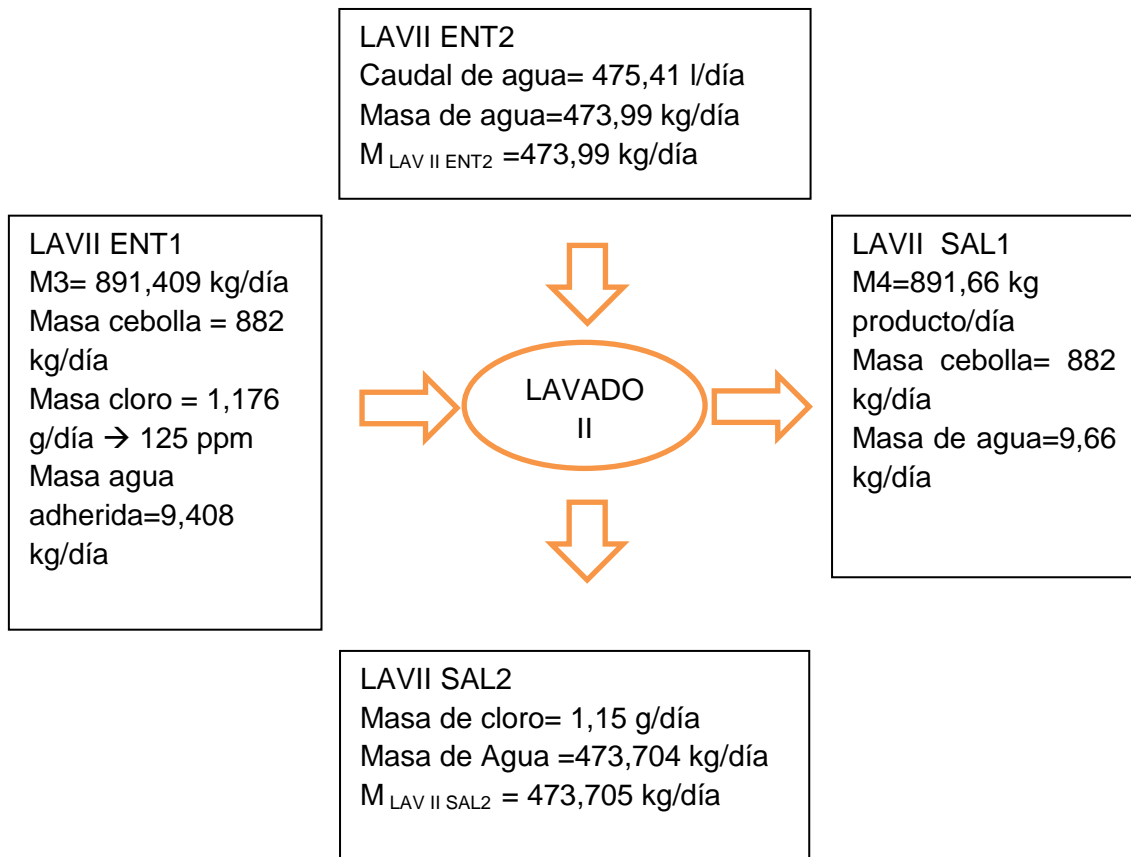 LAVII ENT2
Caudal de agua= 475,41 l/día
Masa de agua=473,99 kg/día
M LAV II ENT2 =473,99 kg/día
LAVII ENT1
M3= 891,409 kg/día
Masa cebolla = 882
kg/día
Masa cloro = 1,176
g/día → 125 ppm
Masa agua
adherida=9,408
kg/día
LAVADO
II
LAVII SAL1
M4=891,66 kg
producto/día
Masa cebolla= 882
kg/día
Masa de agua=9,66
kg/día
LAVII SAL2
Masa de cloro= 1,15 g/día
Masa de Agua =473,704 kg/día
M LAV II SAL2 = 473,705 kg/día